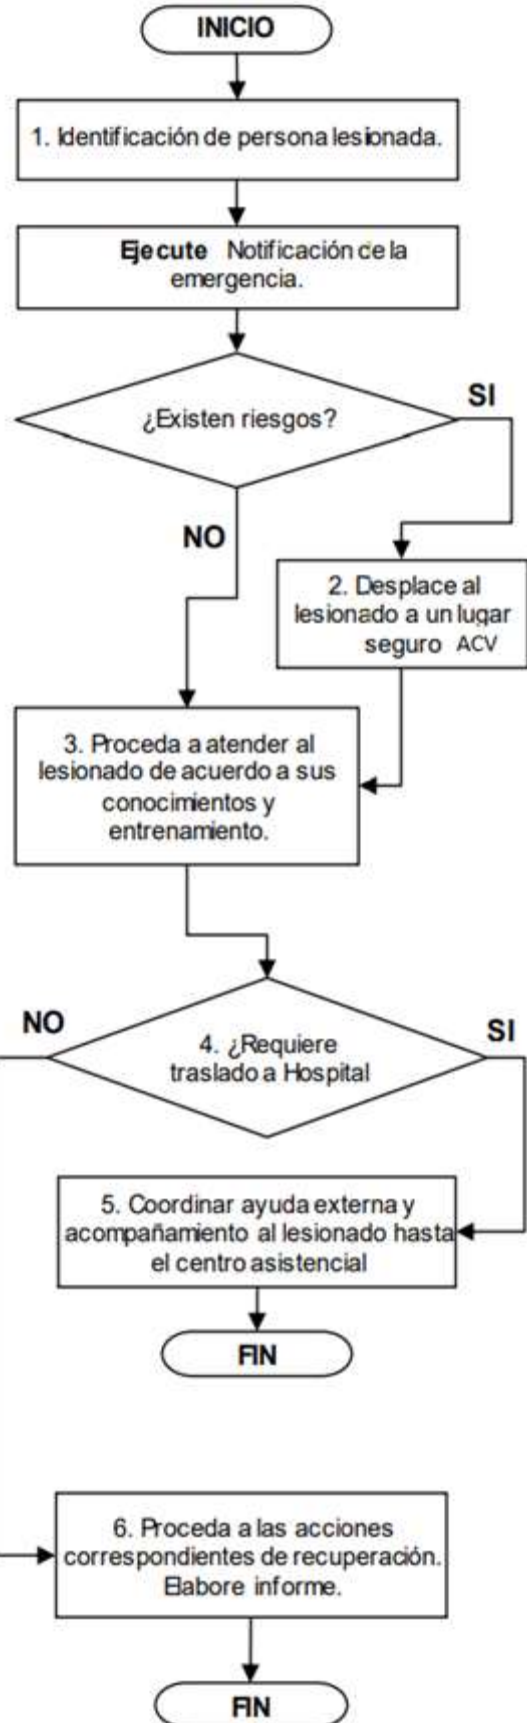 INICIO
1. Identificación de persona lesionada.
Ejecute Notificación de la
emergencia.
¿Existen riesgos?
SI
NO
2. Desplace al
lesionado a un lugar
seguro ACV
3. Proceda a atender al
lesionado de acuerdo a sus
conocimientos y
entrenamiento.
NO
4. ¿Requiere
traslado a Hospital
SI
5. Coordinar ayuda externa y
acompañamiento al lesionado hasta
el centro asistencial
FIN
6. Proceda a las acciones
correspondientes de recuperación.
Elabore informe.
FIN